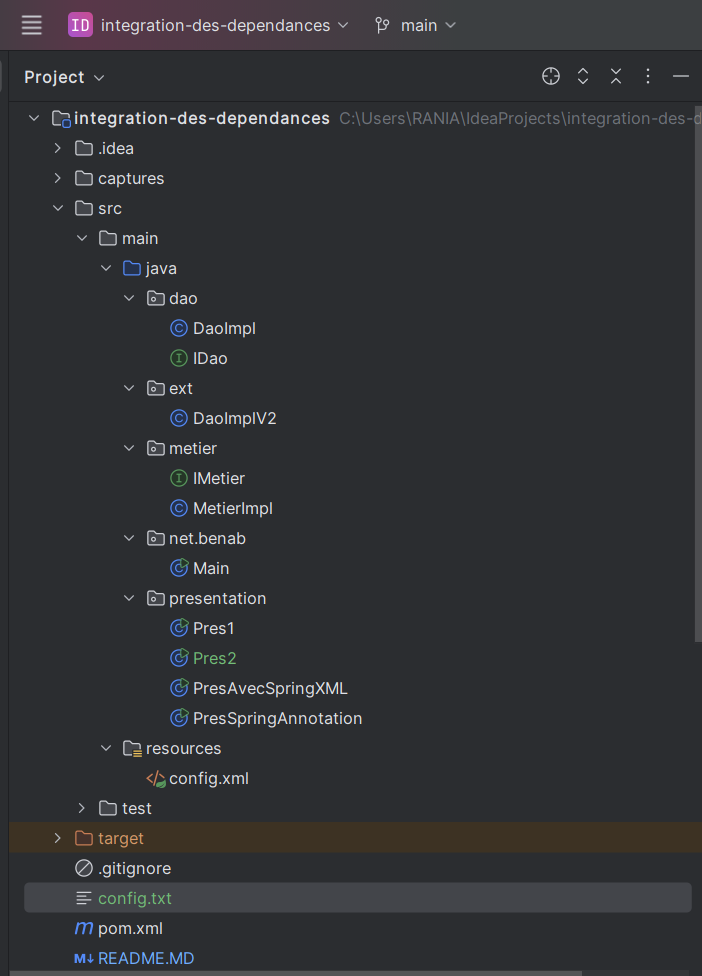 ID integration-des-dependances main
Project
integration-des-dependances C:\Users\RANIA\IdeaProjects\integration-des-d
.idea
captures
src
main
java
dao
C DaoImpl
I IDao
ext
C DaoImplV2
metier
I IMetier
C MetierImpl
net.benab
C Main
presentation
C Pres1
C Pres2
C PresAvecSpringXML
C PresSpringAnnotation
resources
</> config.xml
test
target
.gitignore
config.txt
m pom.xml
M↓ README.MD